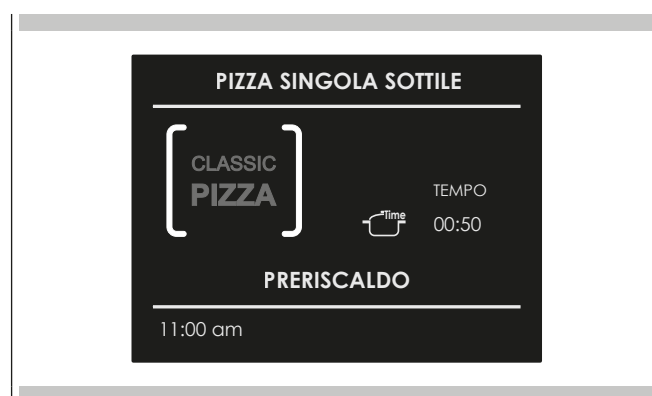 PIZZA SINGOLA SOTTILE
CLASSIC
PIZZA
TEMPO
Time
00:50
PRERISCALDO
11:00 am